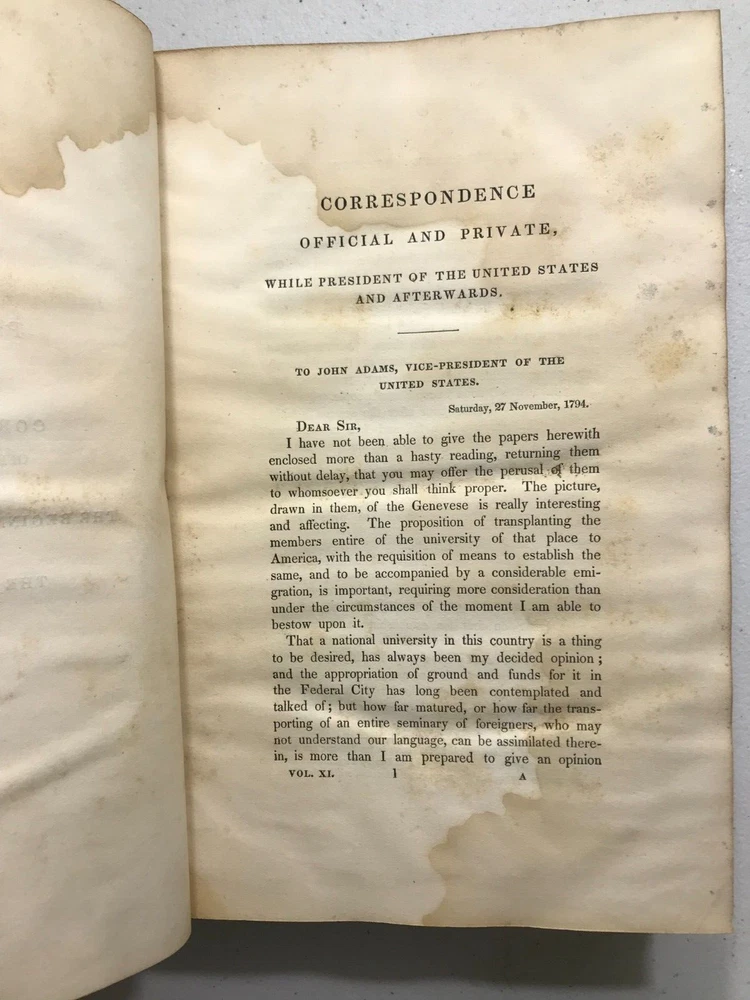 CORRESPONDENCE
OFFICIAL AND PRIVATE,
WHILE PRESIDENT OF THE UNITED STATES
AND AFTERWARDS.
TO JOHN ADAMS, VICE-PRESIDENT OF THE
UNITED STATES.
Saturday, 27 November, 1794.
DEAR SIR,
I have not been able to give the papers herewith
enclosed more than a hasty reading, returning them
without delay, that you may offer the perusal of them
to whomsoever you shall think proper. The picture,
drawn in them, of the Genevese is really interesting
and affecting. The proposition of transplanting the
members entire of the university of that place to
America, with the requisition of means to establish the
same, and to be accompanied by a considerable emi-
gration, is important, requiring more consideration than
under the circumstances of the moment I am able to
bestow upon it.
That a national university in this country is a thing
to be desired, has always been my decided opinion;
and the appropriation of ground and funds for it in
the Federal City has long been contemplated and
talked of; but how far matured, or how far the trans-
porting of an entire seminary of foreigners, who may
not understand our language, can be assimilated there-
in, is more than I am prepared to give an opinion
VOL. XI. 1 A